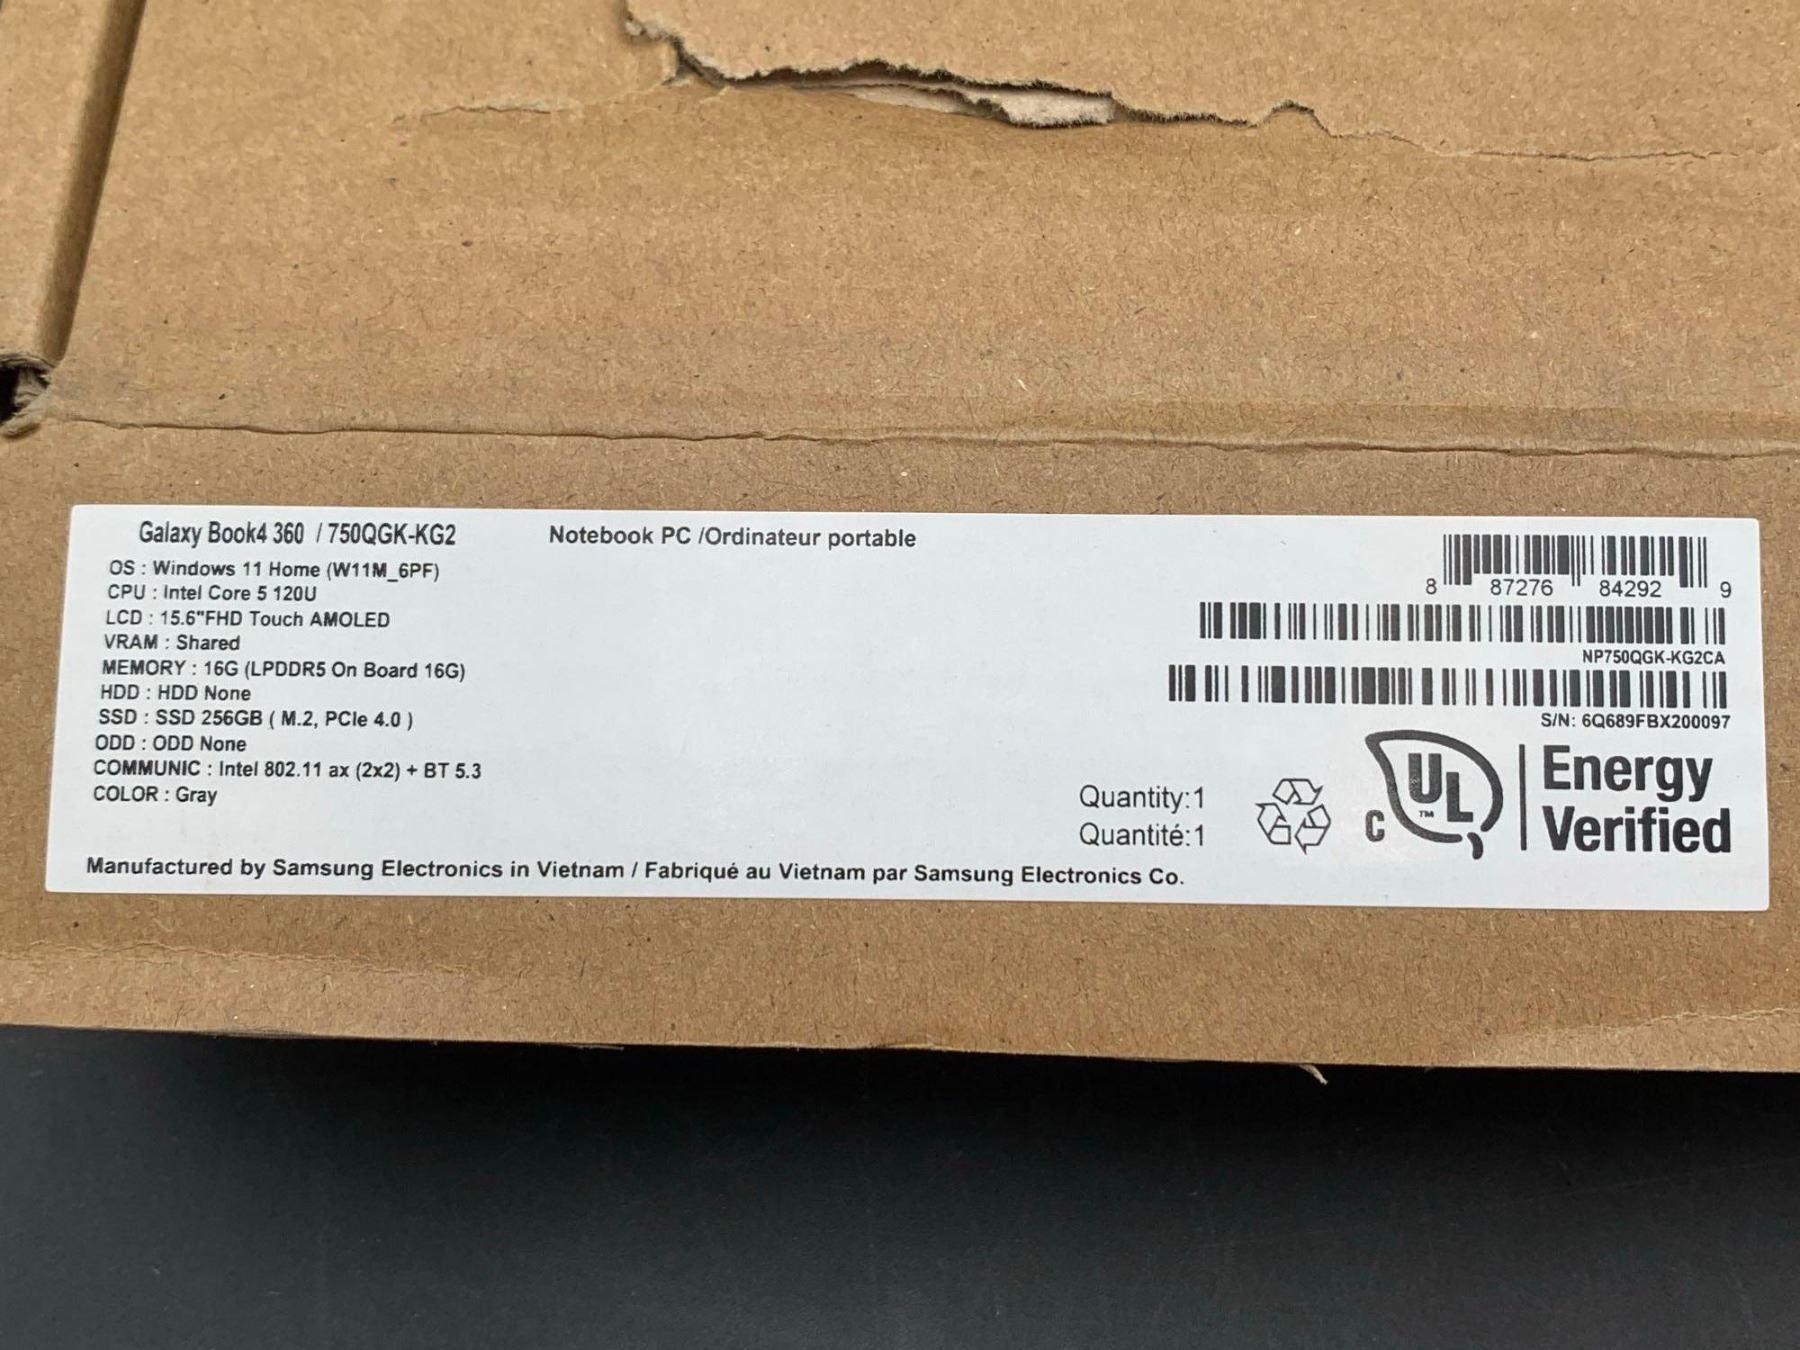 Galaxy Book4 360 / 750QGK-KG2
Notebook PC /Ordinateur portable
OS : Windows 11 Home (W11M_6PF)
CPU : Intel Core 5 120U
LCD : 15.6"FHD Touch AMOLED
VRAM : Shared
MEMORY : 16G (LPDDR5 On Board 16G)
HDD : HDD None
SSD : SSD 256GB ( M.2, PCIe 4.0 )
ODD : ODD None
COMMUNIC : Intel 802.11 ax (2x2) + BT 5.3
COLOR : Gray
Manufactured by Samsung Electronics in Vietnam / Fabriqué au Vietnam par Samsung Electronics Co.
8 87276 84292 9
NP750QGK-KG2CA
S/N: 6Q689FBX200097
Quantity:1
Quantité:1
C UL ™
Energy
Verified